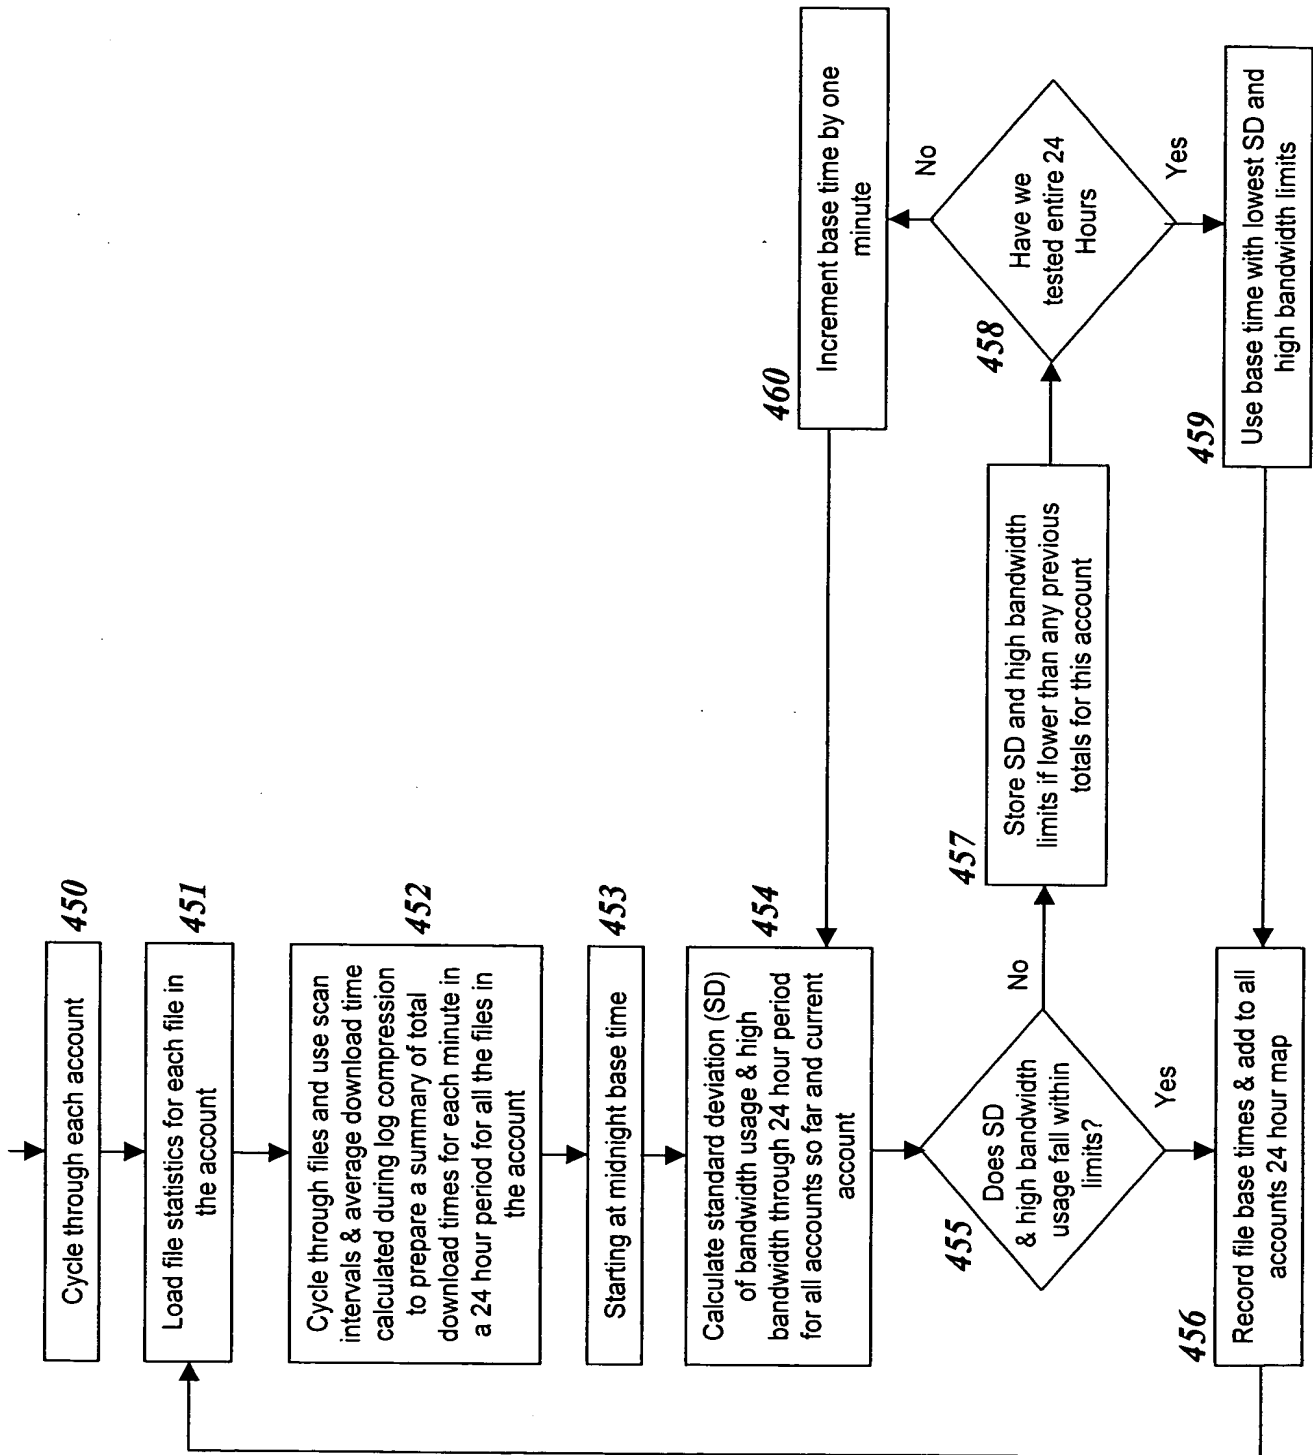 450
Cycle through each account
451
Load file statistics for each file in
the account
452
Cycle through files and use scan
intervals & average download time
calculated during log compression
to prepare a summary of total
download times for each minute in
a 24 hour period for all the files in
the account
453
Starting at midnight base time
454
Calculate standard deviation (SD)
of bandwidth usage & high
bandwidth through 24 hour period
for all accounts so far and current
account
455
Does SD
& high bandwidth
usage fall within
limits?
No
Yes
456
Record file base times & add to all
accounts 24 hour map
457
Store SD and high bandwidth
limits if lower than any previous
totals for this account
458
Have we
tested entire 24
Hours
No
Yes
459
Use base time with lowest SD and
high bandwidth limits
460
Increment base time by one
minute